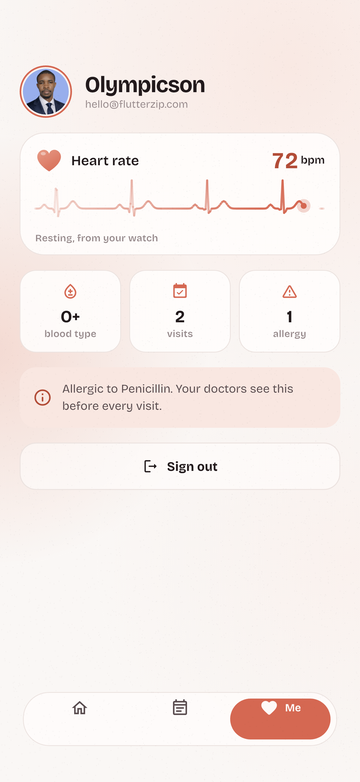 Olympicson
hello@flutterzip.com
Heart rate
72 bpm
Resting, from your watch
O+
blood type
2
visits
1
allergy
Allergic to Penicillin. Your doctors see this
before every visit.
Sign out
Me